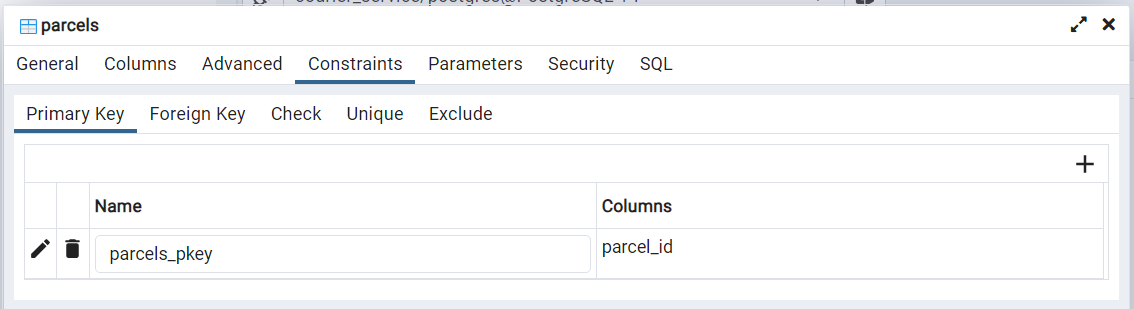 parcels
General Columns Advanced Constraints Parameters Security SQL
Primary Key Foreign Key Check Unique Exclude
Name Columns
parcels_pkey parcel_id